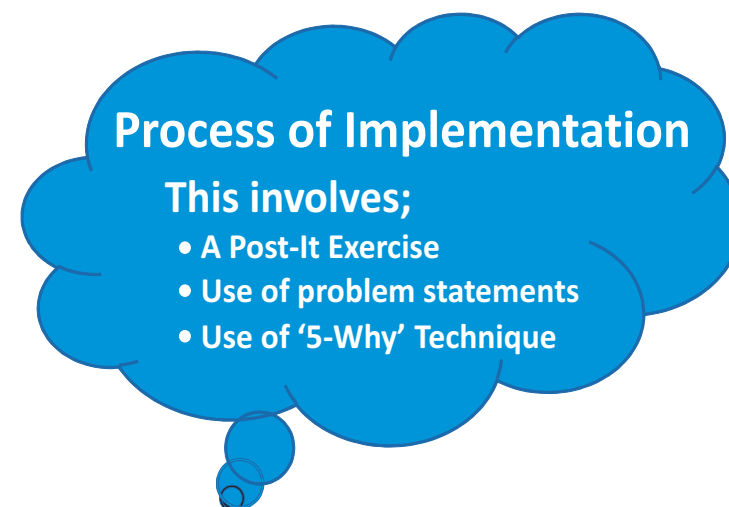 Process of Implementation
This involves;
• A Post-It Exercise
• Use of problem statements
• Use of ‘5-Why’ Technique